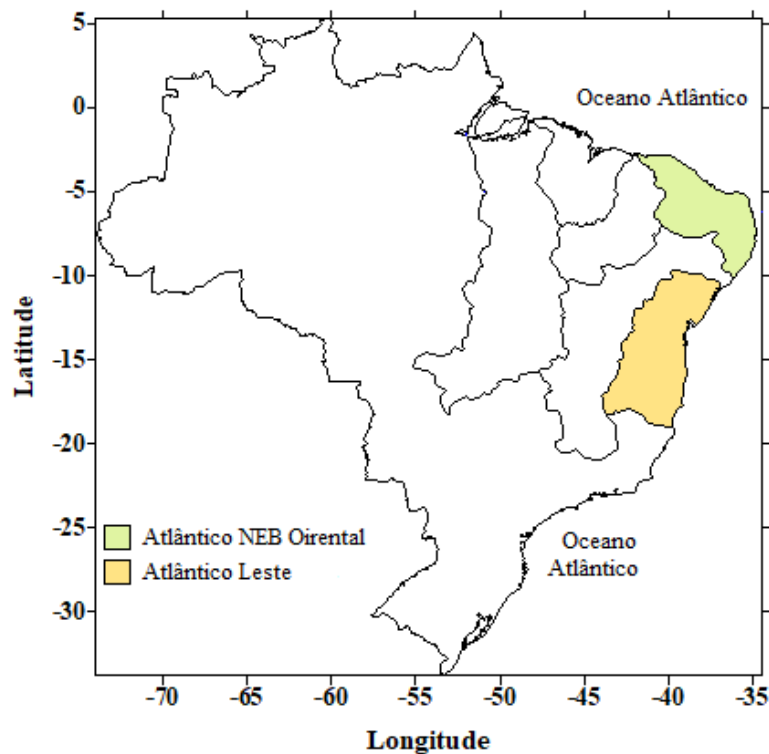 5
0
-5
-10
-15
-20
-25
-30
Latitude
Oceano Atlântico
Atlântico NEB Oirental
Atlântico Leste
Oceano
Atlântico
-70 -65 -60 -55 -50 -45 -40 -35
Longitude